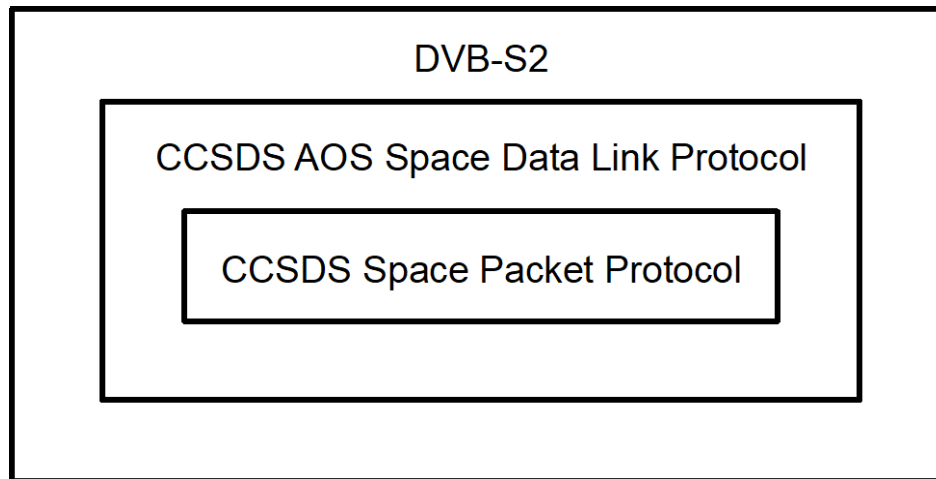 DVB-S2
CCSDS AOS Space Data Link Protocol
CCSDS Space Packet Protocol